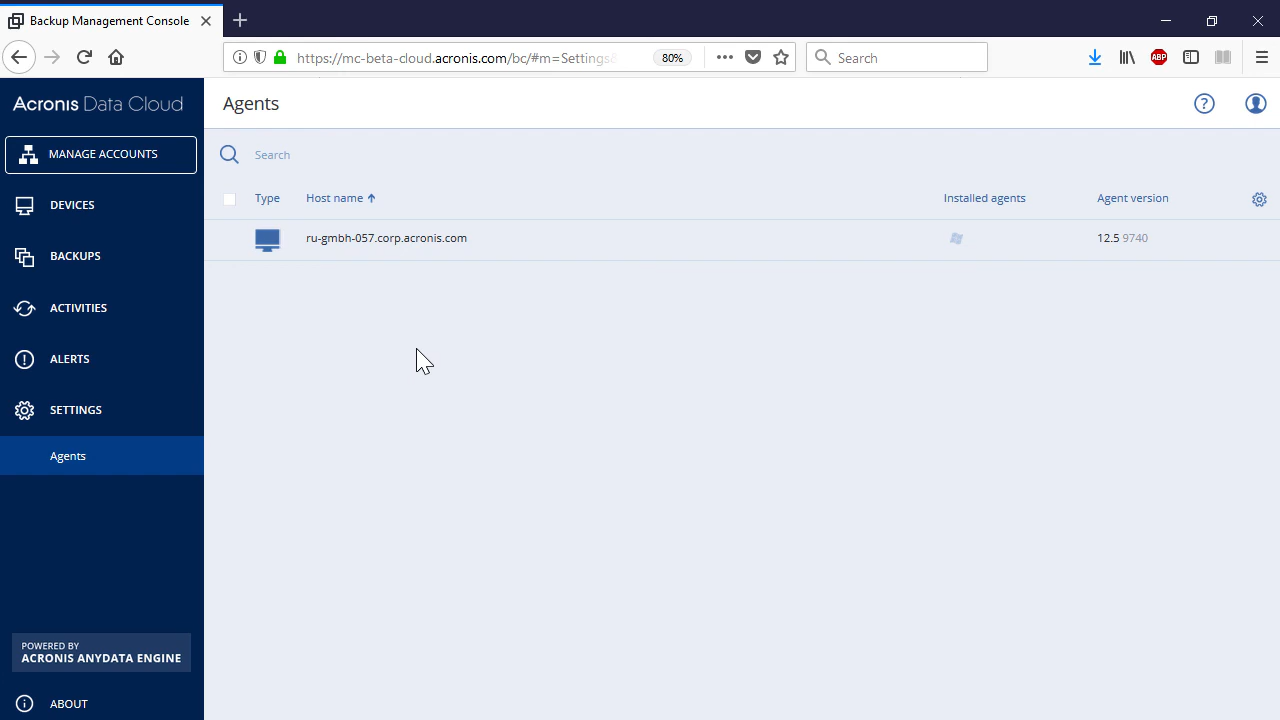 Backup Management Console
https://mc-beta-cloud.acronis.com/bc/#m=Settings
80%
Search
Acronis Data Cloud
Agents
MANAGE ACCOUNTS
Search
DEVICES
Type Host name Installed agents Agent version
ru-gmbh-057.corp.acronis.com 12.5 9740
BACKUPS
ACTIVITIES
ALERTS
SETTINGS
Agents
POWERED BY
ACRONIS ANYDATA ENGINE
ABOUT
ABP